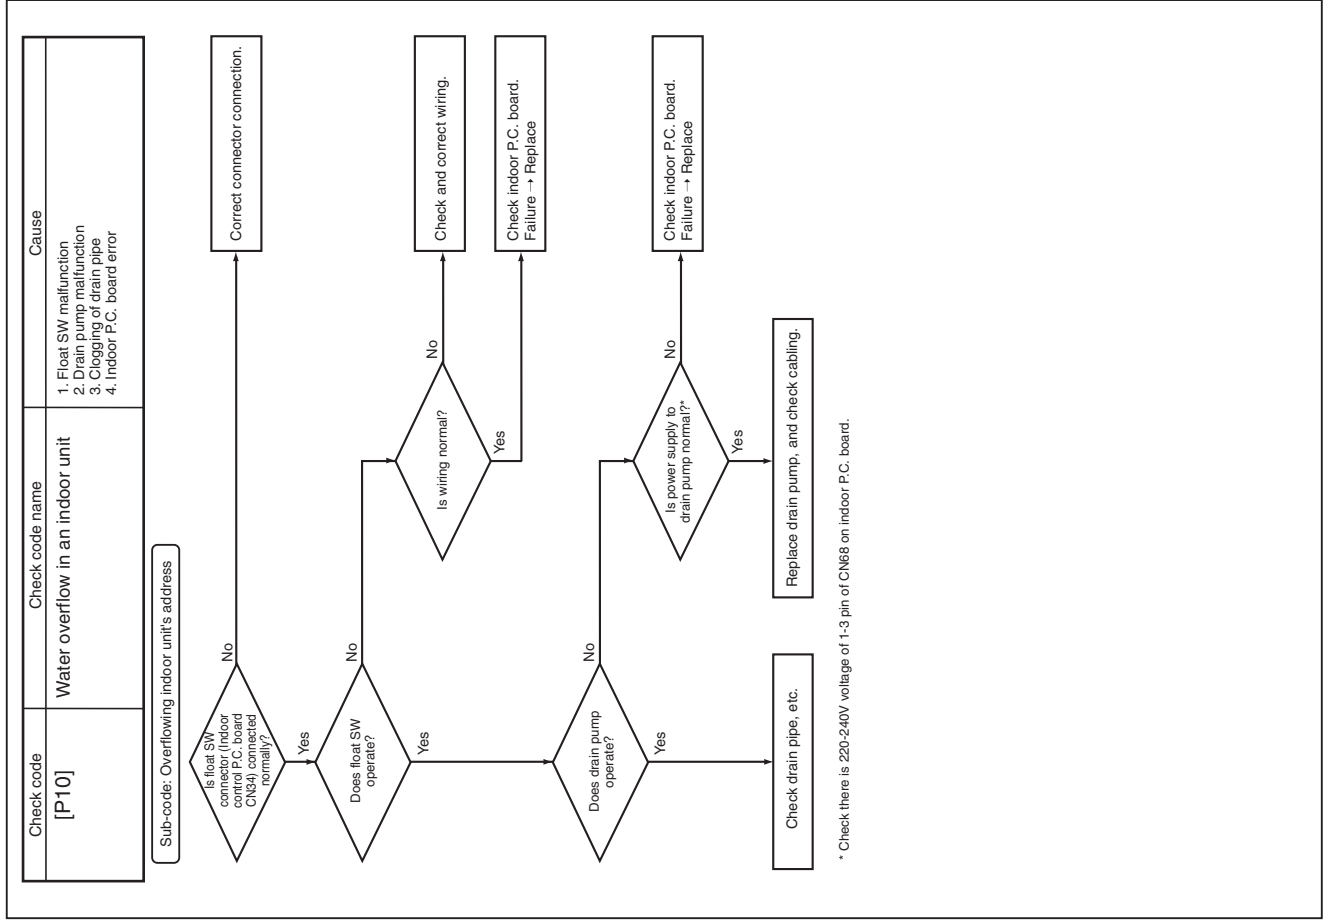 Check code
Check code name
Cause
[P10]
Water overflow in an indoor unit
1. Float SW malfunction
2. Drain pump malfunction
3. Clogging of drain pipe
4. Indoor P.C. board error
Sub-code: Overflowing indoor unit's address
Is float SW
connector (Indoor
control P.C. board
CN34) connected
normally?
No
Correct connector connection.
Yes
Does float SW
operate?
No
Is wiring normal?
No
Check and correct wiring.
Yes
Check indoor P.C. board.
Failure → Replace
Yes
Does drain pump
operate?
No
Is power supply to
drain pump normal?*
No
Check indoor P.C. board.
Failure → Replace
Yes
Yes
Check drain pipe, etc.
Replace drain pump, and check cabling.
* Check there is 220-240V voltage of 1-3 pin of CN68 on indoor P.C. board.